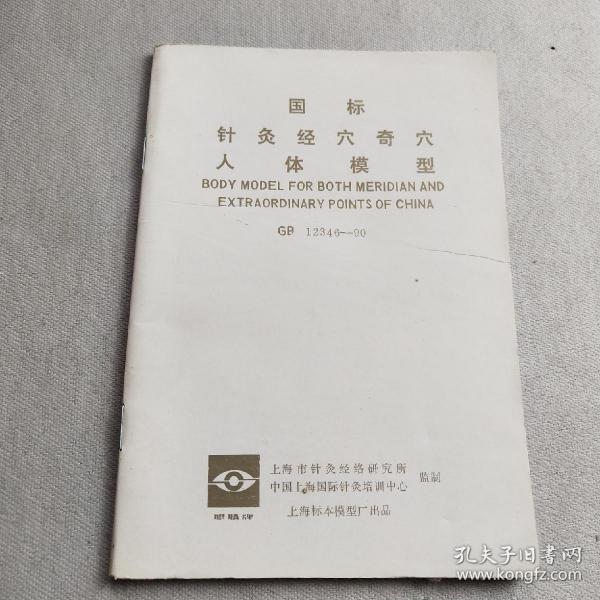 国标
针灸经穴奇穴
人体模型
BODY MODEL FOR BOTH MERIDIAN AND
EXTRAORDINARY POINTS OF CHINA
GB 12346--90
上海市针灸经络研究所
中国上海国际针灸培训中心
监制
上海标本模型厂出品
眼睛牌
孔夫子旧书网
www.kongfz.com